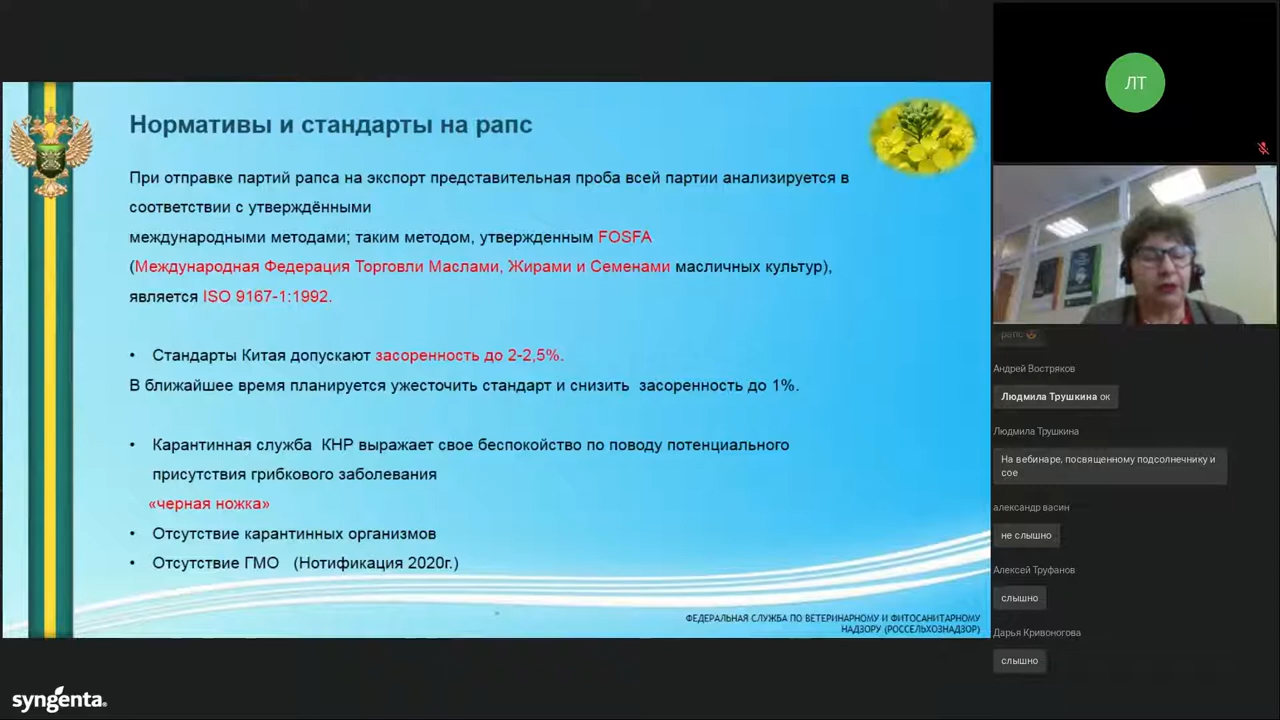 Нормативы и стандарты на рапс
При отправке партий рапса на экспорт представительная проба всей партии анализируется в
соответствии с утверждёнными
международными методами; таким методом, утвержденным FOSFA
(Международная Федерация Торговли Маслами, Жирами и Семенами масличных культур),
является ISO 9167-1:1992.
• Стандарты Китая допускают засоренность до 2-2,5%.
В ближайшее время планируется ужесточить стандарт и снизить засоренность до 1%.
• Карантинная служба КНР выражает свое беспокойство по поводу потенциального
присутствия грибкового заболевания
«черная ножка»
• Отсутствие карантинных организмов
• Отсутствие ГМО (Нотификация 2020г.)
ФЕДЕРАЛЬНАЯ СЛУЖБА ПО ВЕТЕРИНАРНОМУ И ФИТОСАНИТАРНОМУ
НАДЗОРУ (РОССЕЛЬХОЗНАДЗОР)
syngenta.
ЛТ
рапс
Андрей Востряков
Людмила Трушкина ок
Людмила Трушкина
На вебинаре, посвященному подсолнечнику и
сое
александр васин
не слышно
Алексей Труфанов
слышно
Дарья Кривоногова
слышно